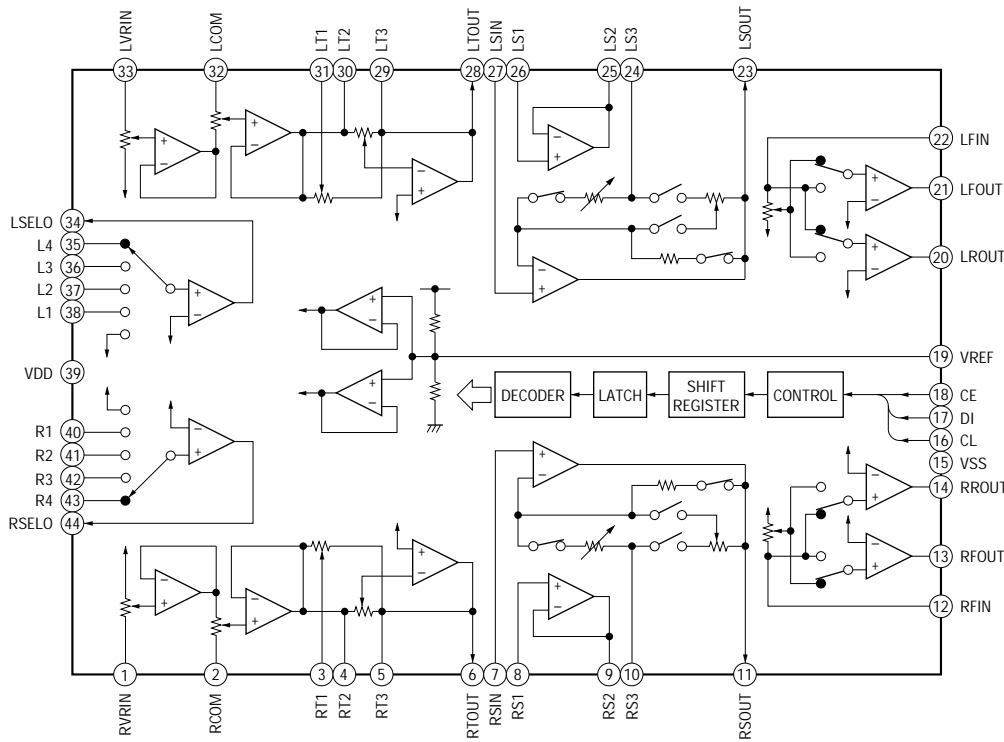 LVRIN
LCOM
LT1
LT2
LT3
LTOUT
LSIN
LS1
LS2
LS3
LSOUT
33
32
31
30
29
28
27
26
25
24
23
LSELO 34
L4 35
L3 36
L2 37
L1 38
VDD 39
R1 40
R2 41
R3 42
R4 43
RSELO 44
22 LFIN
21 LFOUT
20 LROUT
19 VREF
18 CE
17 DI
16 CL
15 VSS
14 RROUT
13 RFOUT
12 RFIN
DECODER
LATCH
SHIFT
REGISTER
CONTROL
1
2
3
4
5
6
7
8
9
10
11
RVRIN
RCOM
RT1
RT2
RT3
RTOUT
RSIN
RS1
RS2
RS3
RSOUT